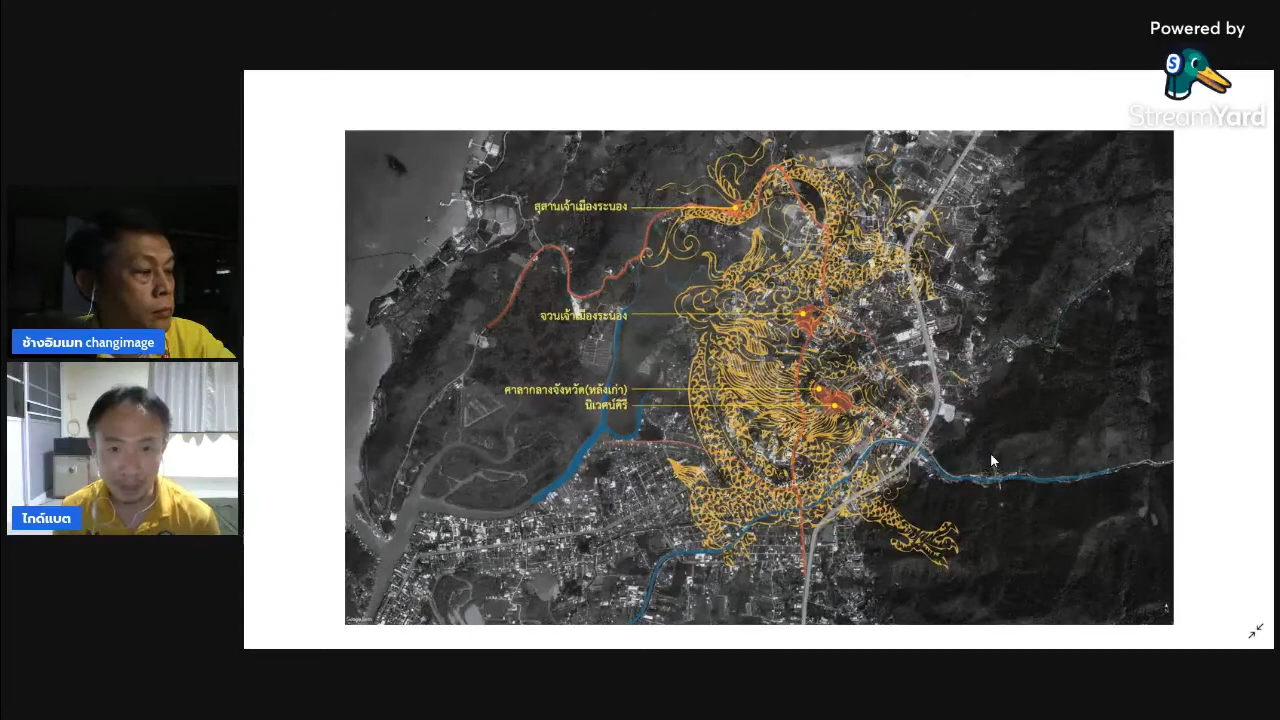 Powered by
S
StreamYard
สุสานเจ้าเมืองระนอง
จวนเจ้าเมืองระนอง
ศาลากลางจังหวัด(หลังเก่า)
นิเวศน์คีรี
ช้างอิมเมท changimage
ไกด์แบต